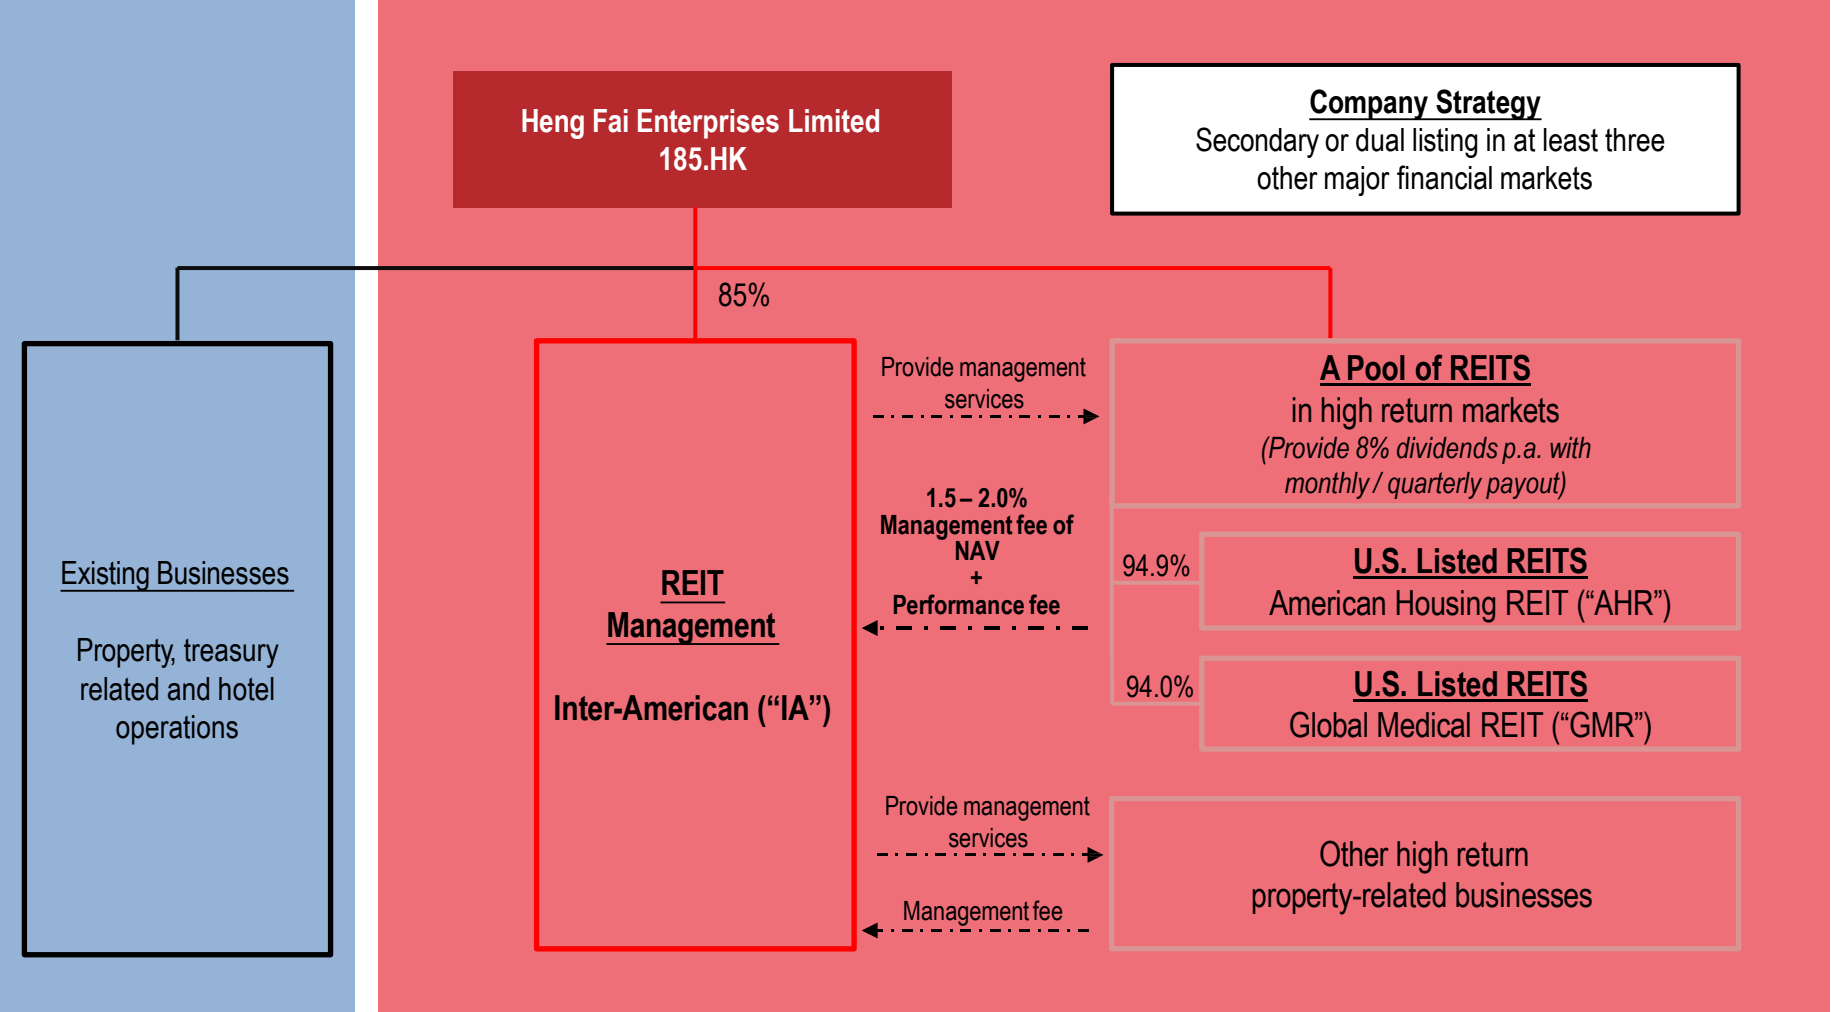 Heng Fai Enterprises Limited
185.HK
Company Strategy
Secondary or dual listing in at least three
other major financial markets
85%
Existing Businesses
Property, treasury
related and hotel
operations
REIT
Management
Inter-American (“IA”)
Provide management
services
1.5 – 2.0%
Management fee of
NAV
+
Performance fee
Provide management
services
Management fee
A Pool of REITS
in high return markets
(Provide 8% dividends p.a. with
monthly / quarterly payout)
94.9%
U.S. Listed REITS
American Housing REIT (“AHR”)
94.0%
U.S. Listed REITS
Global Medical REIT (“GMR”)
Other high return
property-related businesses